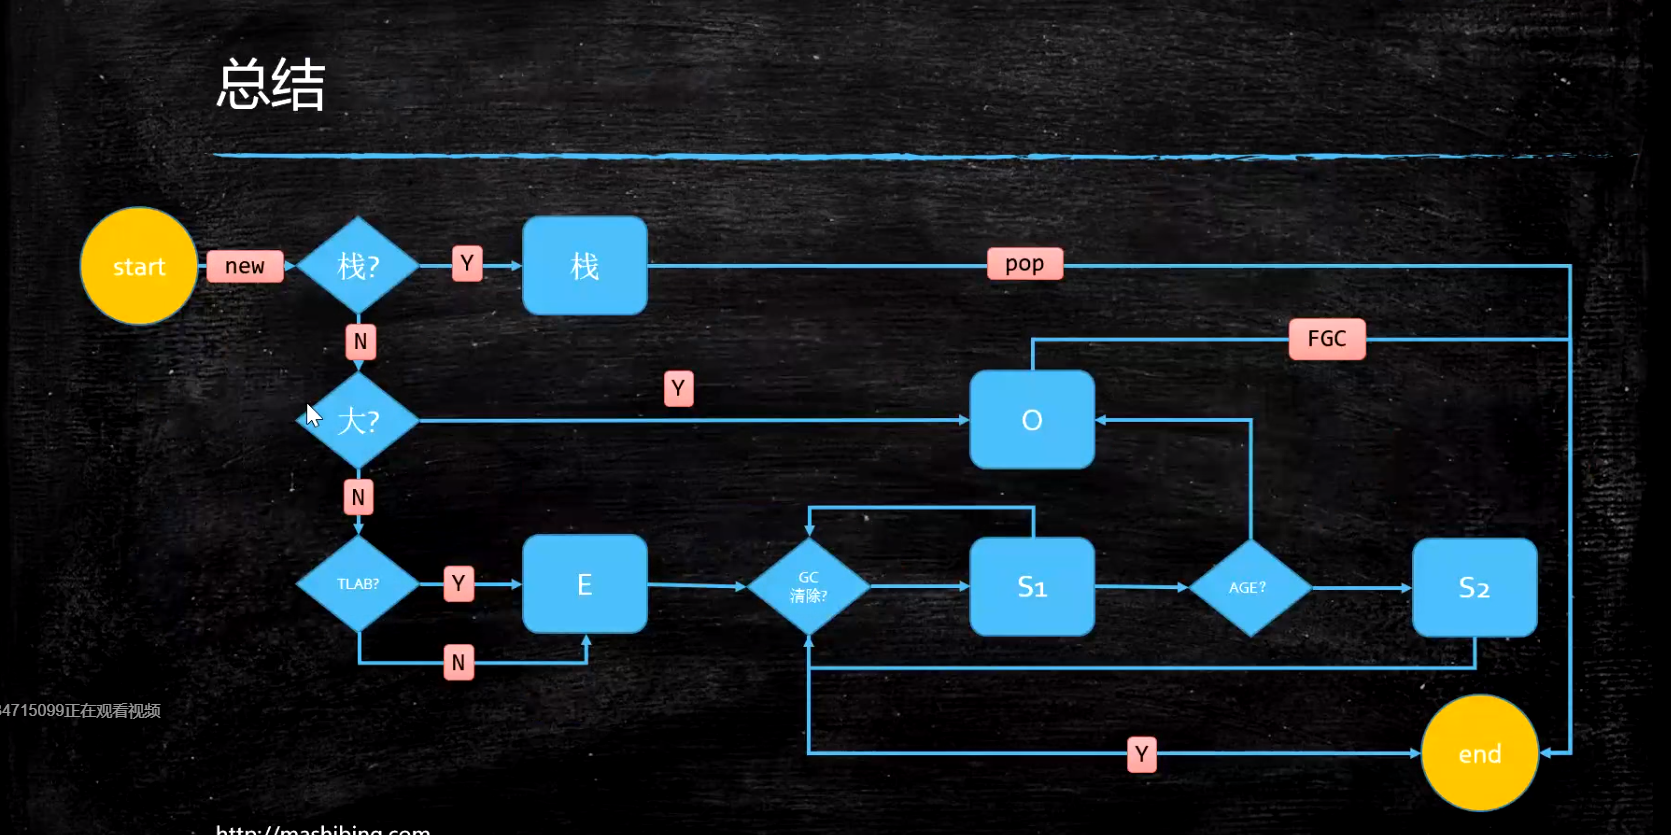 总结
start
new
栈?
Y
栈
pop
N
FGC
大?
Y
O
N
TLAB?
Y
E
GC
清除?
S1
AGE?
S2
N
34715099正在观看视频
Y
end
http://mashibing.com